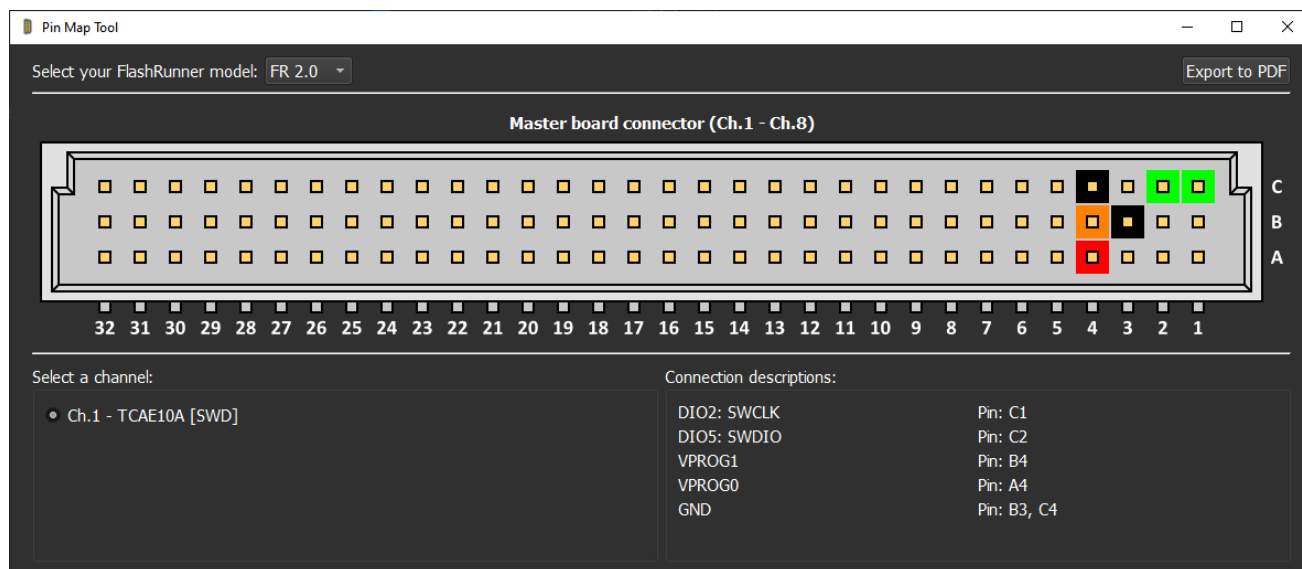 Pin Map Tool
Select your FlashRunner model: FR 2.0
Export to PDF
Master board connector (Ch.1 - Ch.8)
C
B
A
32 31 30 29 28 27 26 25 24 23 22 21 20 19 18 17 16 15 14 13 12 11 10 9 8 7 6 5 4 3 2 1
Select a channel:
Ch.1 - TCAE10A [SWD]
Connection descriptions:
DIO2: SWCLK Pin: C1
DIO5: SWDIO Pin: C2
VPROG1 Pin: B4
VPROG0 Pin: A4
GND Pin: B3, C4